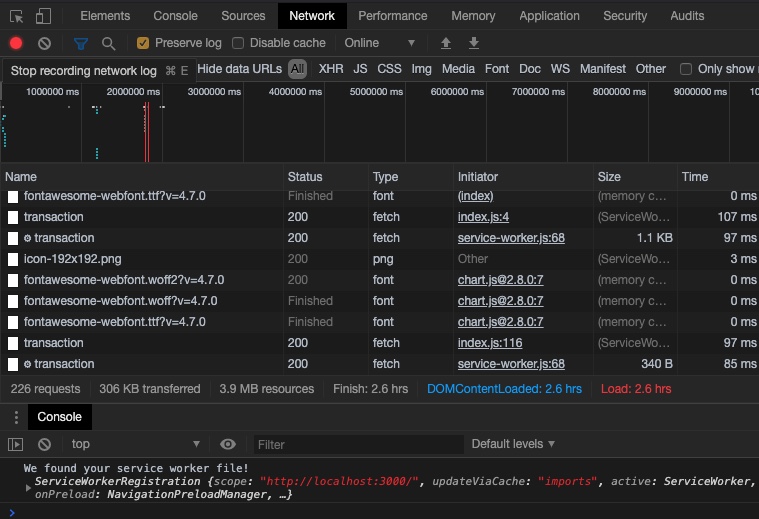 Elements Console Sources Network Performance Memory Application Security Audits
Preserve log Disable cache Online
Stop recording network log ⌘ E Hide data URLs All XHR JS CSS Img Media Font Doc WS Manifest Other Only show
1000000 ms 2000000 ms 3000000 ms 4000000 ms 5000000 ms 6000000 ms 7000000 ms 8000000 ms 9000000 ms 10
Name Status Type Initiator Size Time
fontawesome-webfont.ttf?v=4.7.0 Finished font (index) (memory c… 0 ms
transaction 200 fetch index.js:4 (ServiceWo… 107 ms
⚙ transaction 200 fetch service-worker.js:68 1.1 KB 97 ms
icon-192x192.png 200 png Other (ServiceWo… 3 ms
fontawesome-webfont.woff2?v=4.7.0 200 font chart.js@2.8.0:7 (memory c… 0 ms
fontawesome-webfont.woff?v=4.7.0 Finished font chart.js@2.8.0:7 (memory c… 0 ms
fontawesome-webfont.ttf?v=4.7.0 Finished font chart.js@2.8.0:7 (memory c… 0 ms
transaction 200 fetch index.js:116 (ServiceWo… 97 ms
⚙ transaction 200 fetch service-worker.js:68 340 B 85 ms
226 requests 306 KB transferred 3.9 MB resources Finish: 2.6 hrs DOMContentLoaded: 2.6 hrs Load: 2.6 hrs
Console
top Filter Default levels
We found your service worker file!
ServiceWorkerRegistration {scope: "http://localhost:3000/", updateViaCache: "imports", active: ServiceWorker,
onPreload: NavigationPreloadManager, …}